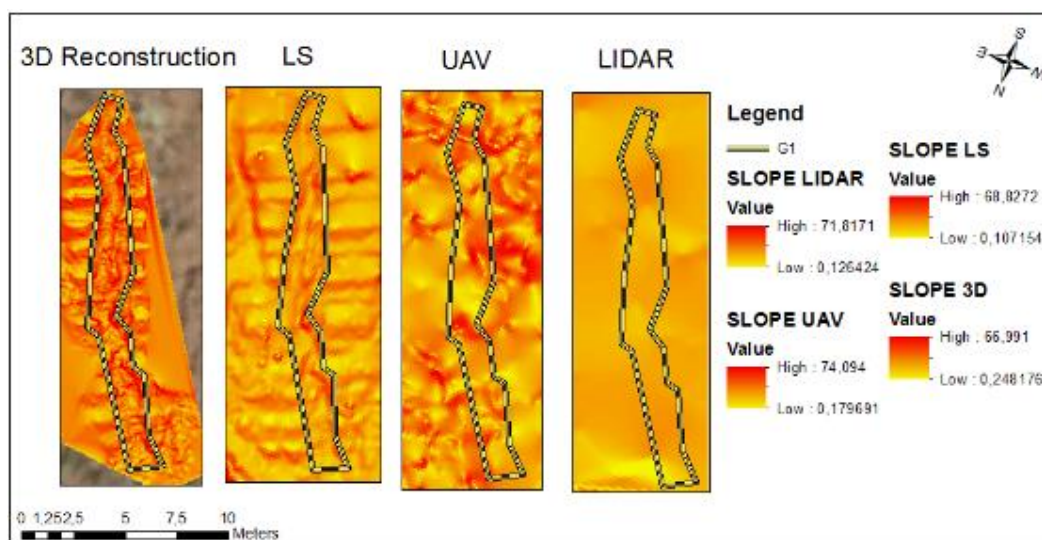 3D Reconstruction
LS
UAV
LIDAR
S
E
W
N
Legend
G1
SLOPE LIDAR
Value
High : 71,8171
Low : 0,126424
SLOPE UAV
Value
High : 74,094
Low : 0,179691
SLOPE LS
Value
High : 68,8272
Low : 0,107154
SLOPE 3D
Value
High : 66,991
Low : 0,248176
0 1,25 2,5 5 7,5 10
Meters